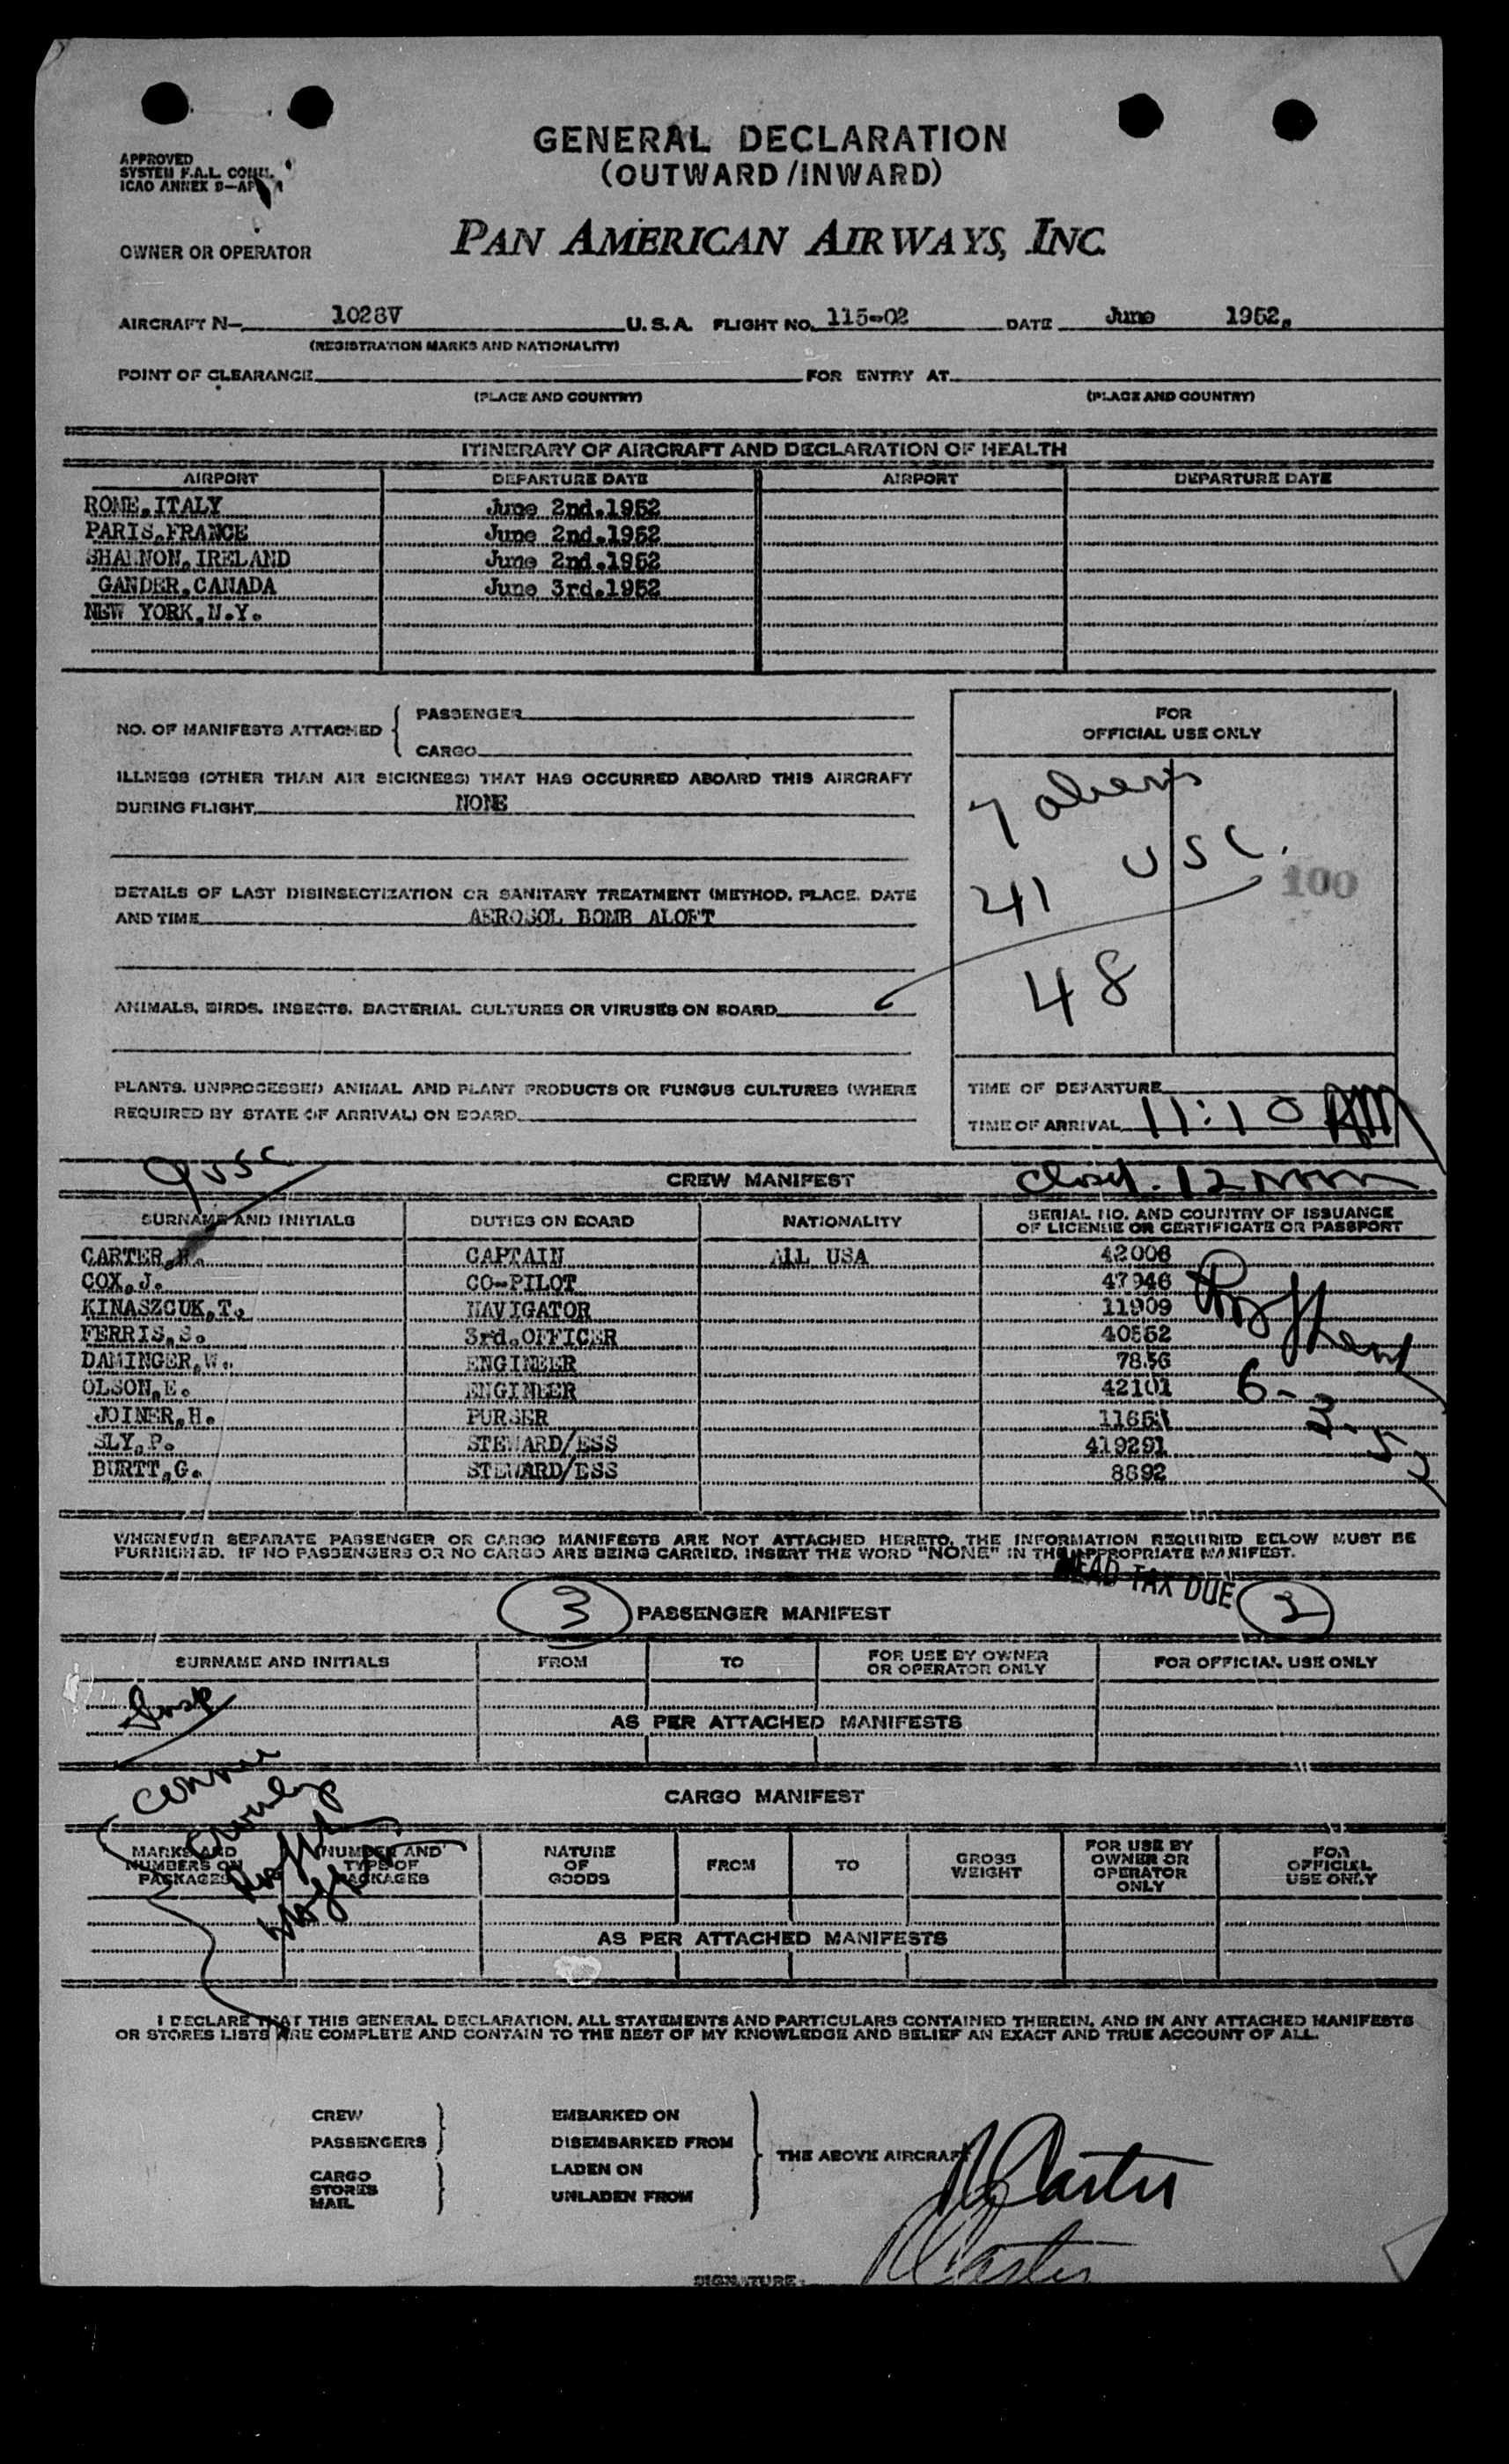 GENERAL DECLARATION
(OUTWARD/INWARD)
APPROVED
SYSTEM F.A.L. COMM.
ICAO ANNEX 9—AP
OWNER OR OPERATOR
PAN AMERICAN AIRWAYS, INC.
AIRCRAFT N— 1028V U.S.A. FLIGHT NO. 115-02 DATE June 1952.
(REGISTRATION MARKS AND NATIONALITY)
POINT OF CLEARANCE FOR ENTRY AT
(PLACE AND COUNTRY) (PLACE AND COUNTRY)
ITINERARY OF AIRCRAFT AND DECLARATION OF HEALTH
AIRPORT DEPARTURE DATE AIRPORT DEPARTURE DATE
ROME,ITALY June 2nd.1952
PARIS,FRANCE June 2nd.1952
SHANNON,IRELAND June 2nd.1952
GANDER,CANADA June 3rd.1952
NEW YORK,N.Y.
NO. OF MANIFESTS ATTACHED { PASSENGER
CARGO
ILLNESS (OTHER THAN AIR SICKNESS) THAT HAS OCCURRED ABOARD THIS AIRCRAFT
DURING FLIGHT NONE
DETAILS OF LAST DISINSECTIZATION OR SANITARY TREATMENT (METHOD, PLACE, DATE
AND TIME AEROSOL BOMB ALOFT
ANIMALS, BIRDS, INSECTS, BACTERIAL CULTURES OR VIRUSES ON BOARD
PLANTS, UNPROCESSED ANIMAL AND PLANT PRODUCTS OR FUNGUS CULTURES (WHERE
REQUIRED BY STATE OF ARRIVAL) ON BOARD
FOR
OFFICIAL USE ONLY
7 aliens
41 USC.
100
48
TIME OF DEPARTURE
TIME OF ARRIVAL 11:10 AM
9 USC
CREW MANIFEST
Closed. 12 Noon
SURNAME AND INITIALS DUTIES ON BOARD NATIONALITY SERIAL NO. AND COUNTRY OF ISSUANCE
OF LICENSE OR CERTIFICATE OR PASSPORT
CARTER,R. CAPTAIN ALL USA 42006
COX,J. CO-PILOT 47946
KINASZCUK,T. NAVIGATOR 11909
FERRIS,S. 3rd.OFFICER 40552
DAMINGER,W. ENGINEER 7856
OLSON,E. ENGINEER 42101
JOINER,H. PURSER
SLY,P. STEWARD/ESS 419291
BURTT,G. STEWARD/ESS 8892
6-3-52
WHENEVER SEPARATE PASSENGER OR CARGO MANIFESTS ARE NOT ATTACHED HERETO, THE INFORMATION REQUIRED BELOW MUST BE
FURNISHED. IF NO PASSENGERS OR NO CARGO ARE BEING CARRIED, INSERT THE WORD "NONE" IN THE APPROPRIATE MANIFEST.
HEAD TAX DUE 2
3 PASSENGER MANIFEST
SURNAME AND INITIALS FROM TO FOR USE BY OWNER
OR OPERATOR ONLY FOR OFFICIAL USE ONLY
AS PER ATTACHED MANIFESTS
CARGO MANIFEST
MARKS AND
NUMBERS ON
PACKAGES NUMBER AND
TYPE OF
PACKAGES NATURE
OF
GOODS FROM TO GROSS
WEIGHT FOR USE BY
OWNER OR
OPERATOR
ONLY FOR
OFFICIAL
USE ONLY
AS PER ATTACHED MANIFESTS
I DECLARE THAT THIS GENERAL DECLARATION, ALL STATEMENTS AND PARTICULARS CONTAINED THEREIN, AND IN ANY ATTACHED MANIFESTS
OR STORES LISTS ARE COMPLETE AND CONTAIN TO THE BEST OF MY KNOWLEDGE AND BELIEF AN EXACT AND TRUE ACCOUNT OF ALL.
CREW
PASSENGERS
CARGO
STORES
MAIL
EMBARKED ON
DISEMBARKED FROM
LADEN ON
UNLADEN FROM
THE ABOVE AIRCRAFT
R Carter
R Carter
SIGNATURE